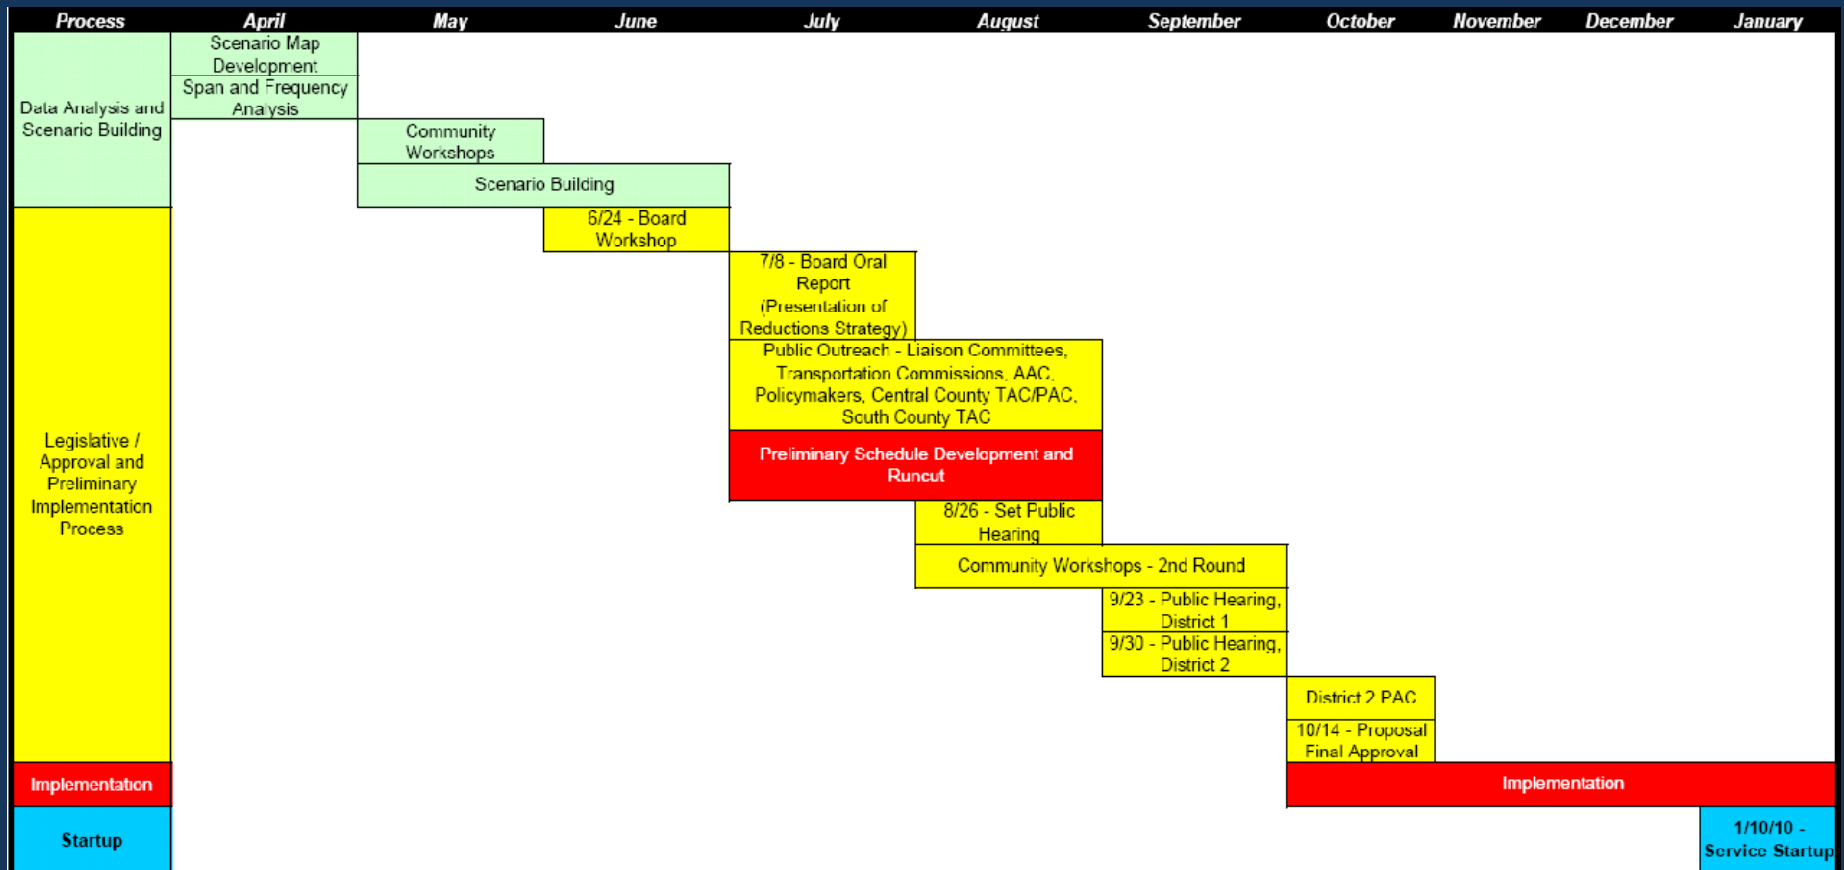 Process April May June July August September October November December January
Scenario Map
Development
Span and Frequency
Analysis
Data Analysis and
Scenario Building
Community
Workshops
Scenario Building
6/24 - Board
Workshop
7/8 - Board Oral
Report
(Presentation of
Reductions Strategy)
Public Outreach - Liaison Committees,
Transportation Commissions, AAC,
Policymakers, Central County TAC/PAC,
South County TAC
Legislative /
Approval and
Preliminary
Implementation
Process
Preliminary Schedule Development and
Runcut
8/26 - Set Public
Hearing
Community Workshops - 2nd Round
9/23 - Public Hearing,
District 1
9/30 - Public Hearing,
District 2
District 2 PAC
10/14 - Proposal
Final Approval
Implementation
Implementation
Startup
1/10/10 -
Service Startup